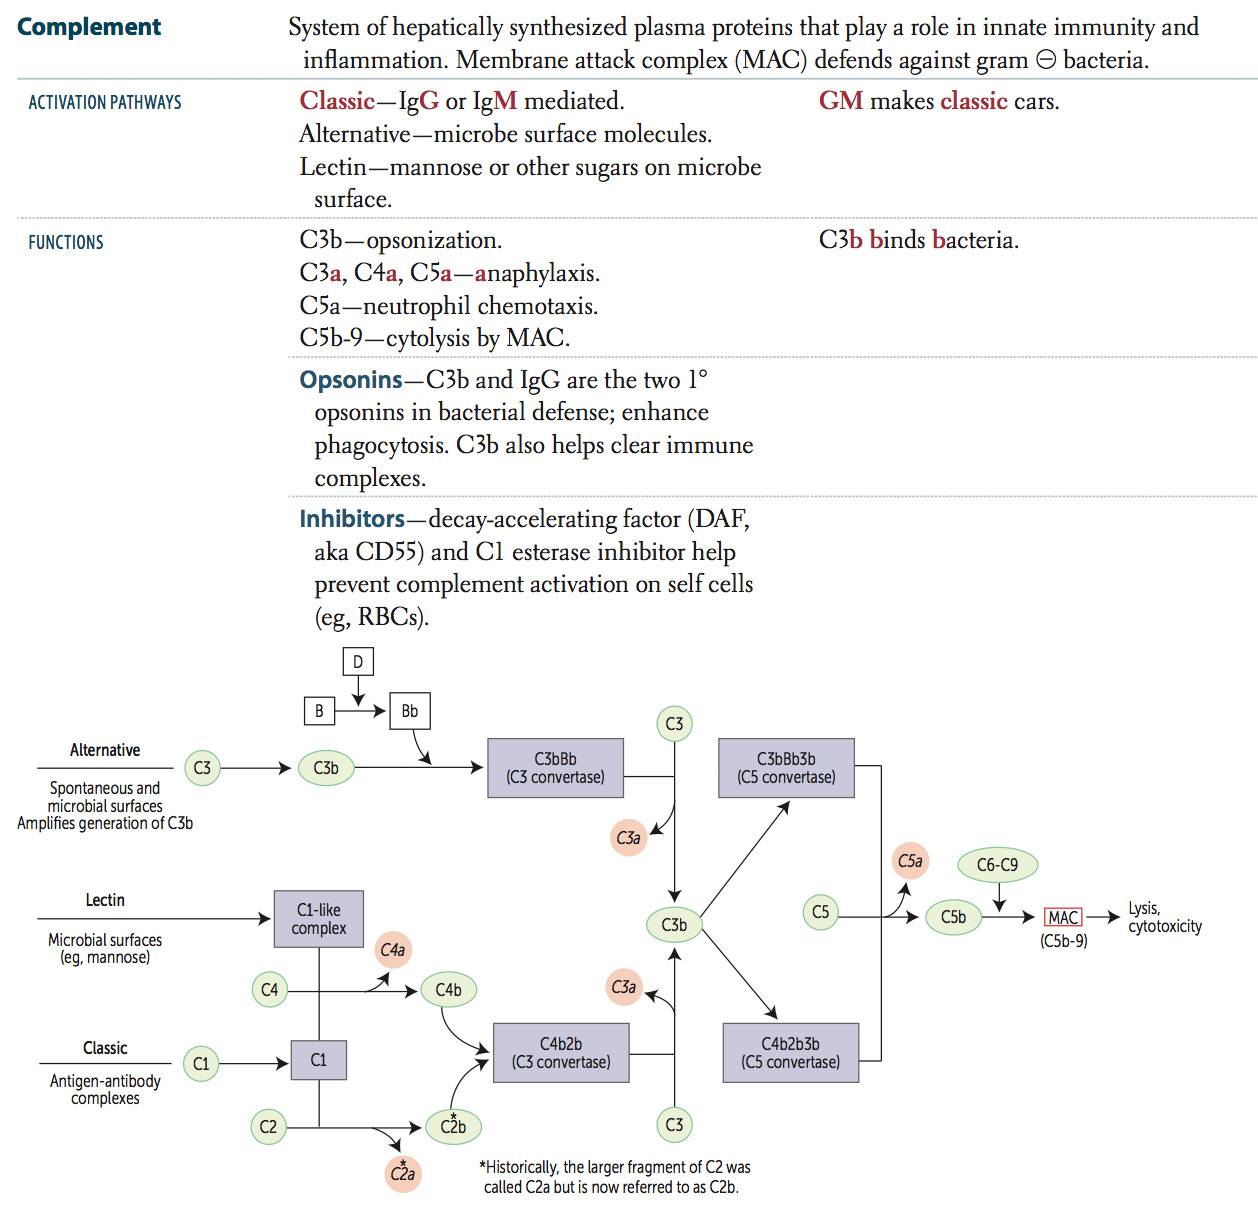 Complement
System of hepatically synthesized plasma proteins that play a role in innate immunity and
inflammation. Membrane attack complex (MAC) defends against gram ⊖ bacteria.
ACTIVATION PATHWAYS
Classic—IgG or IgM mediated.
Alternative—microbe surface molecules.
Lectin—mannose or other sugars on microbe
surface.
GM makes classic cars.
FUNCTIONS
C3b—opsonization.
C3a, C4a, C5a—anaphylaxis.
C5a—neutrophil chemotaxis.
C5b-9—cytolysis by MAC.
C3b binds bacteria.
Opsonins—C3b and IgG are the two 1°
opsonins in bacterial defense; enhance
phagocytosis. C3b also helps clear immune
complexes.
Inhibitors—decay-accelerating factor (DAF,
aka CD55) and C1 esterase inhibitor help
prevent complement activation on self cells
(eg, RBCs).
D
B
Bb
Alternative
Spontaneous and
microbial surfaces
Amplifies generation of C3b
C3
C3b
C3bBb
(C3 convertase)
C3
C3a
C3bBb3b
(C5 convertase)
Lectin
Microbial surfaces
(eg, mannose)
C1-like
complex
C4a
C4
C4b
C3b
C3a
C5
C5a
C5b
C6-C9
MAC
(C5b-9)
Lysis,
cytotoxicity
Classic
Antigen-antibody
complexes
C1
C1
C4b2b
(C3 convertase)
C4b2b3b
(C5 convertase)
C2
C2b
*
C2a
*
C3
*Historically, the larger fragment of C2 was
called C2a but is now referred to as C2b.